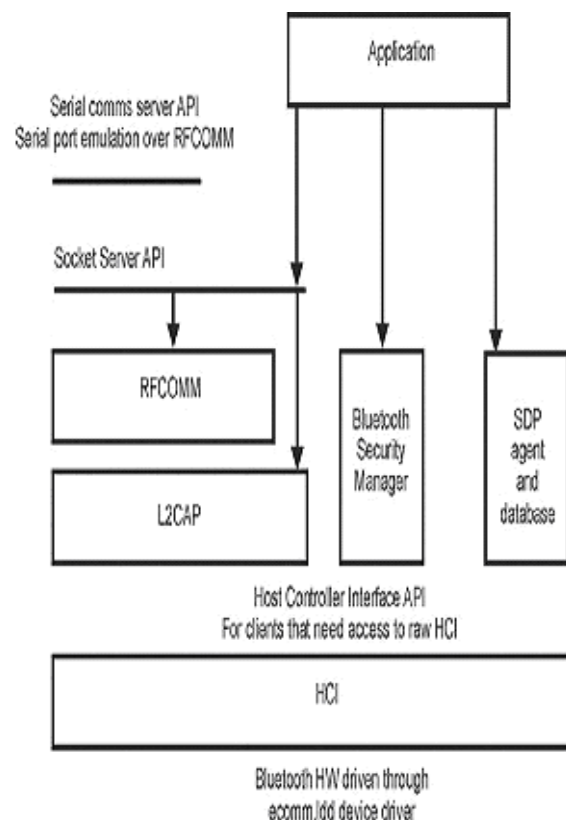 Application
Serial comms server API
Serial port emulation over RFCOMM
Socket Server API
RFCOMM
L2CAP
Bluetooth
Security
Manager
SDP
agent
and
database
Host Controller Interface API
For clients that need access to raw HCI
HCI
Bluetooth HW driven through
ecomm.ldd device driver